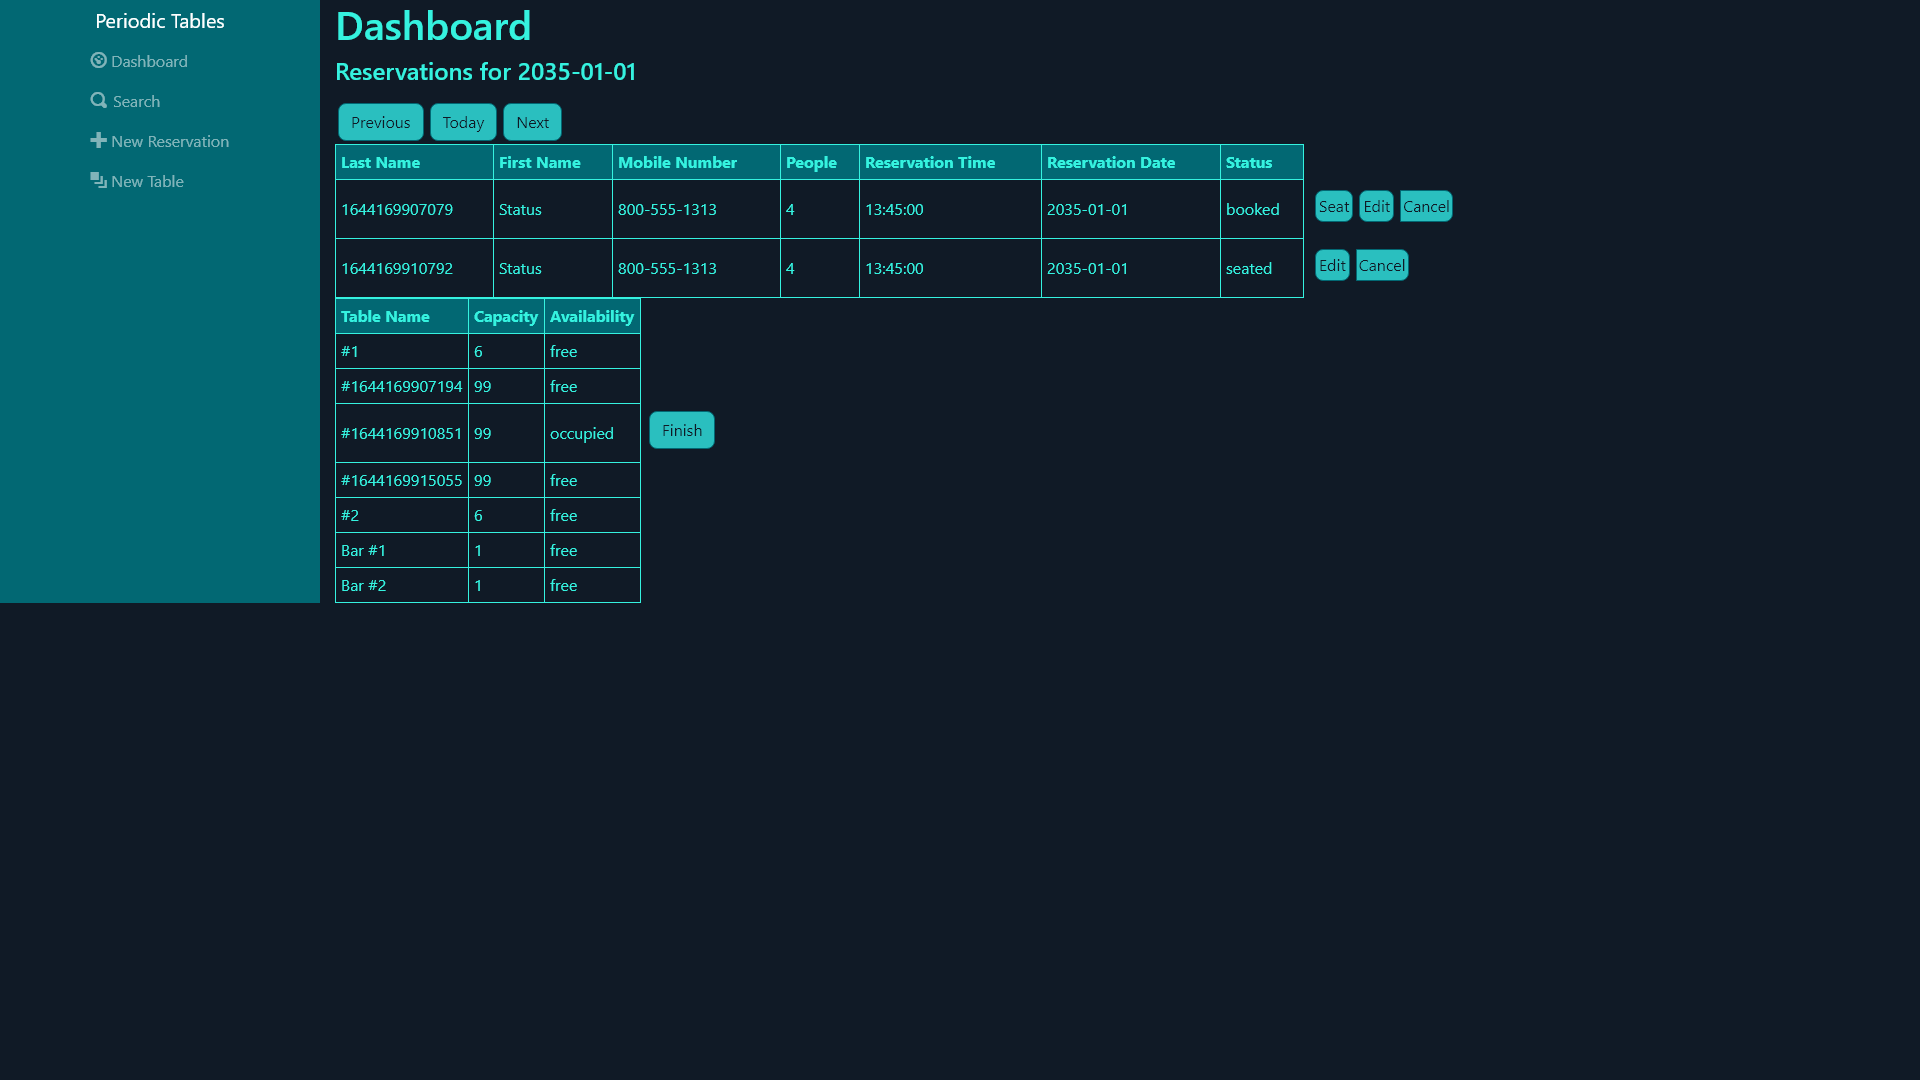 Periodic Tables
Dashboard
Search
New Reservation
New Table
Dashboard
Reservations for 2035-01-01
Previous Today Next
Last Name First Name Mobile Number People Reservation Time Reservation Date Status
1644169907079 Status 800-555-1313 4 13:45:00 2035-01-01 booked Seat Edit Cancel
1644169910792 Status 800-555-1313 4 13:45:00 2035-01-01 seated Edit Cancel
Table Name Capacity Availability
#1 6 free
#1644169907194 99 free
#1644169910851 99 occupied Finish
#1644169915055 99 free
#2 6 free
Bar #1 1 free
Bar #2 1 free